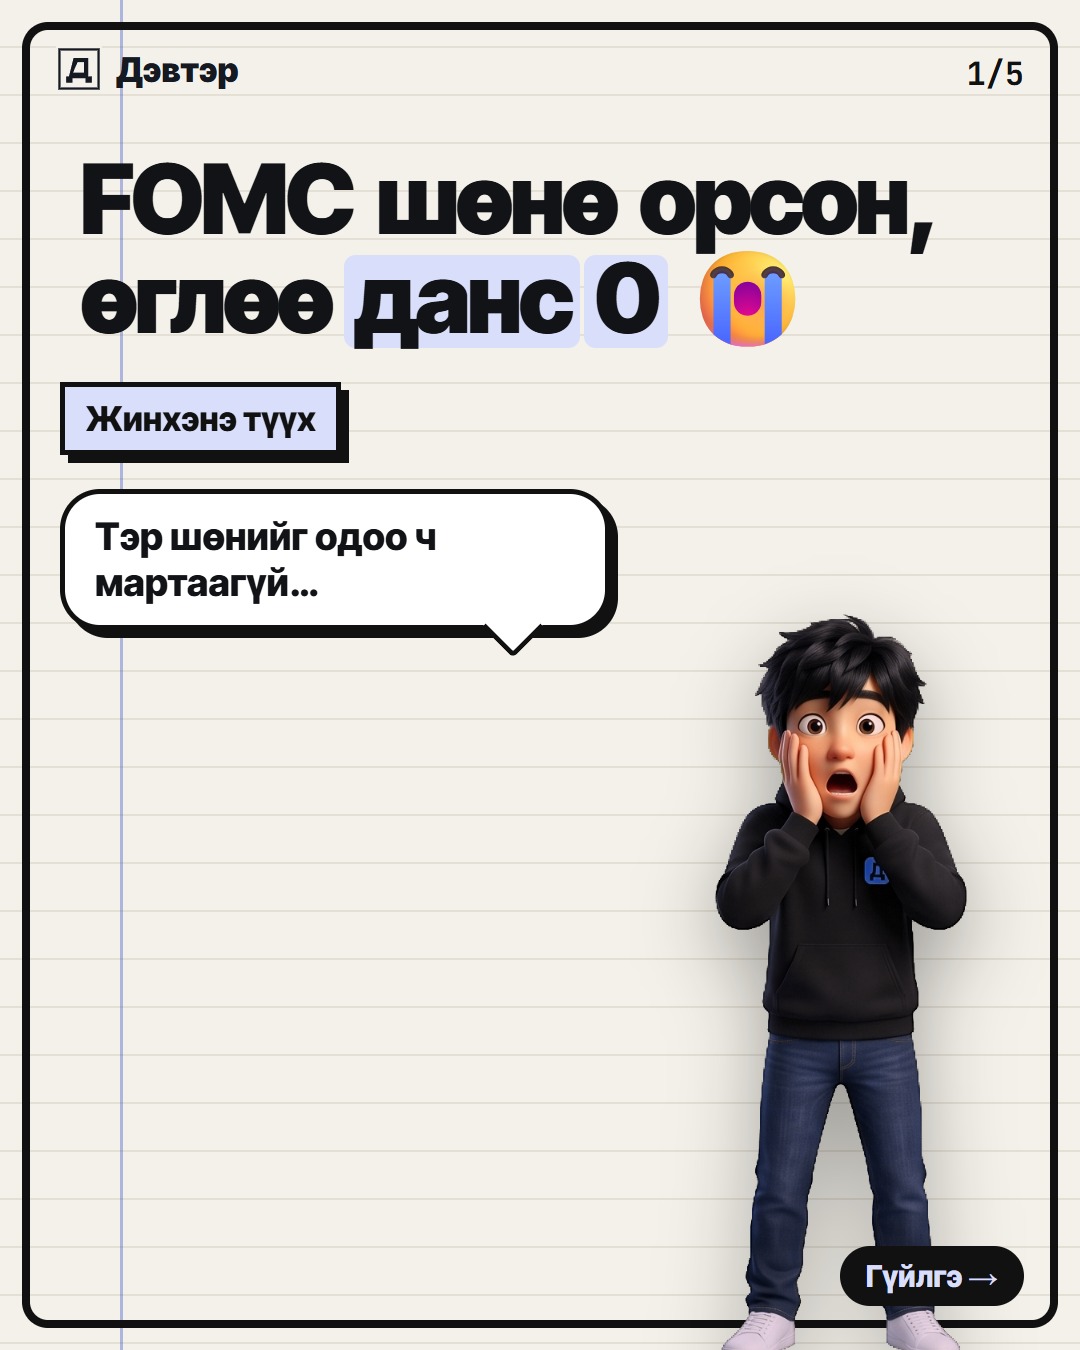 Д Дэвтэр
1/5
FOMC шөнө орсон,
өглөө данс 0 😭
Жинхэнэ түүх
Тэр шөнийг одоо ч
мартаагүй...
Д
Гүйлгэ →